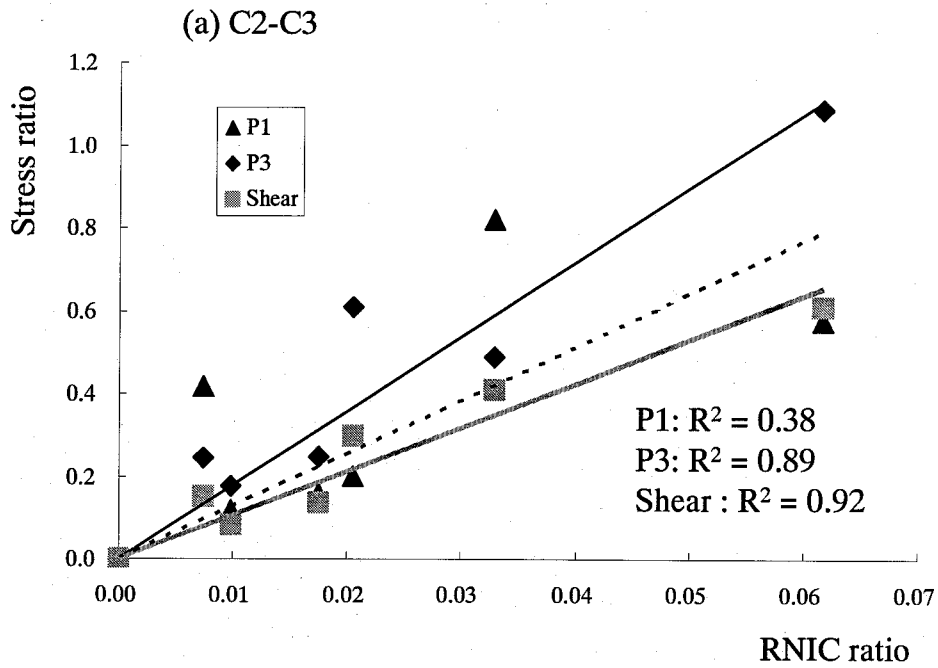 (a) C2-C3
Stress ratio
1.2
1.0
0.8
0.6
0.4
0.2
0.0
P1
P3
Shear
P1: R² = 0.38
P3: R² = 0.89
Shear : R² = 0.92
0.00 0.01 0.02 0.03 0.04 0.05 0.06 0.07
RNIC ratio